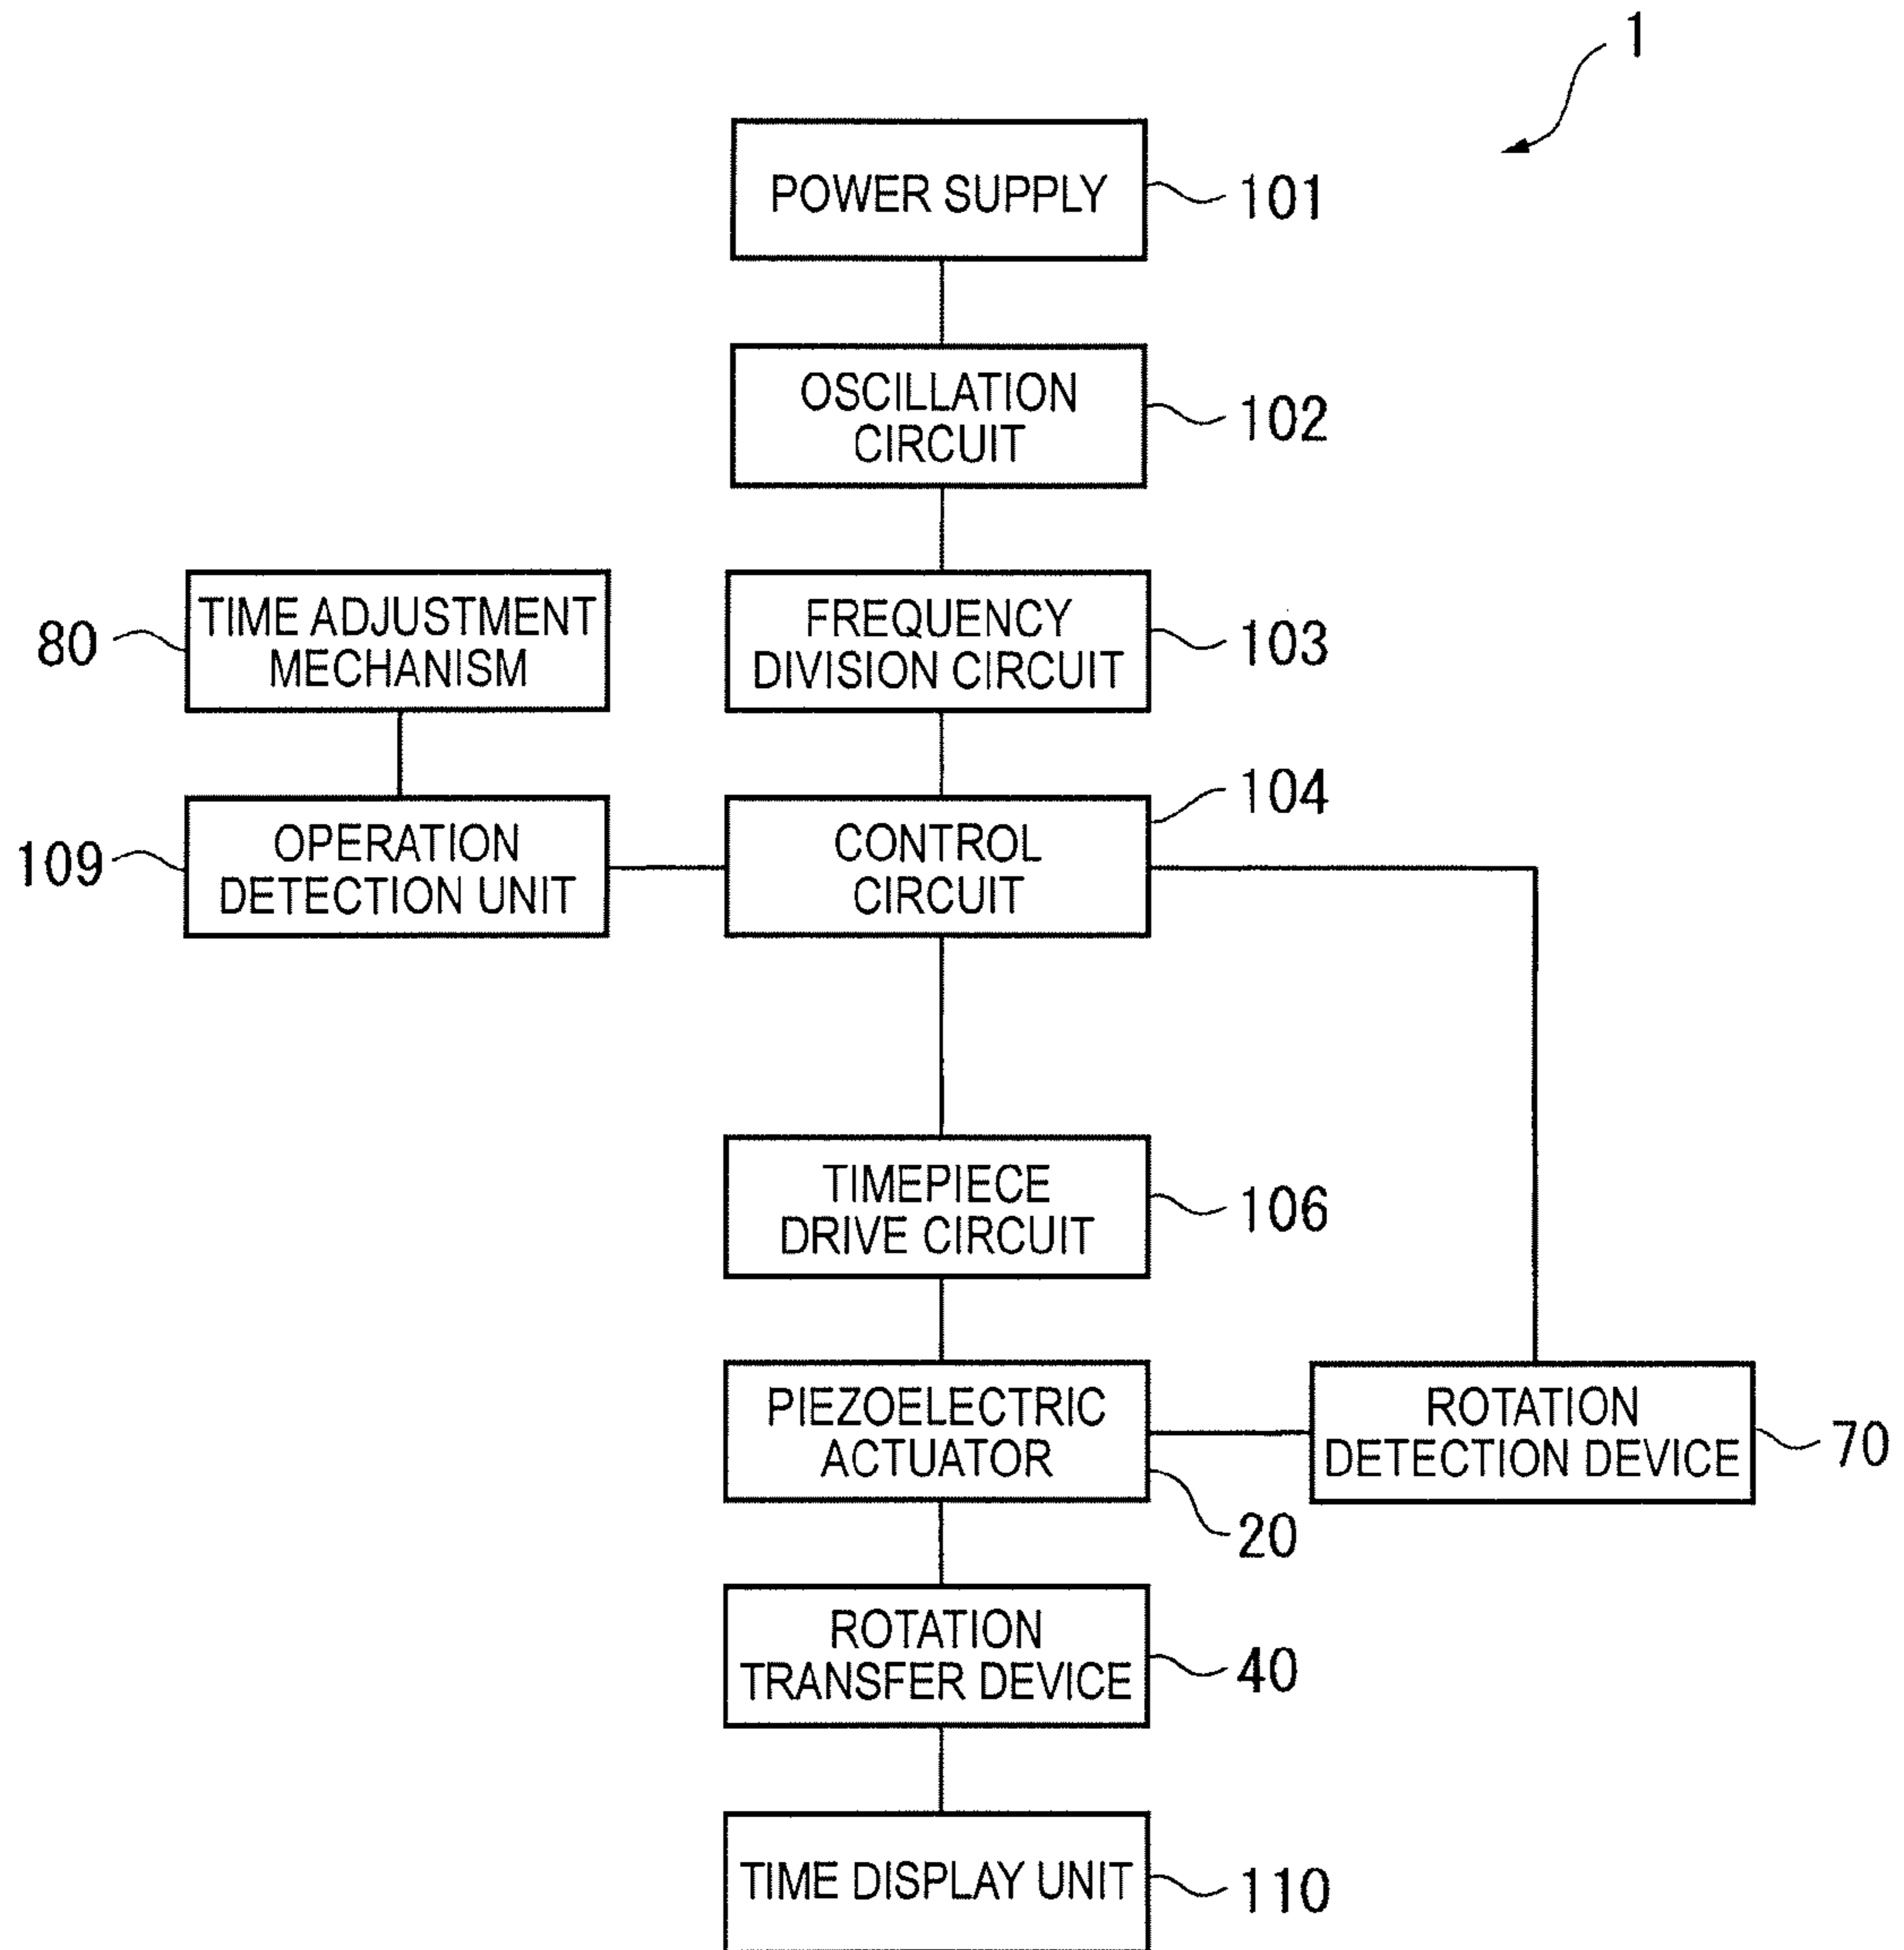 1
POWER SUPPLY
101
OSCILLATION
CIRCUIT
102
TIME ADJUSTMENT
MECHANISM
80
FREQUENCY
DIVISION CIRCUIT
103
OPERATION
DETECTION UNIT
109
CONTROL
CIRCUIT
104
TIMEPIECE
DRIVE CIRCUIT
106
PIEZOELECTRIC
ACTUATOR
20
ROTATION
DETECTION DEVICE
70
ROTATION
TRANSFER DEVICE
40
TIME DISPLAY UNIT
110